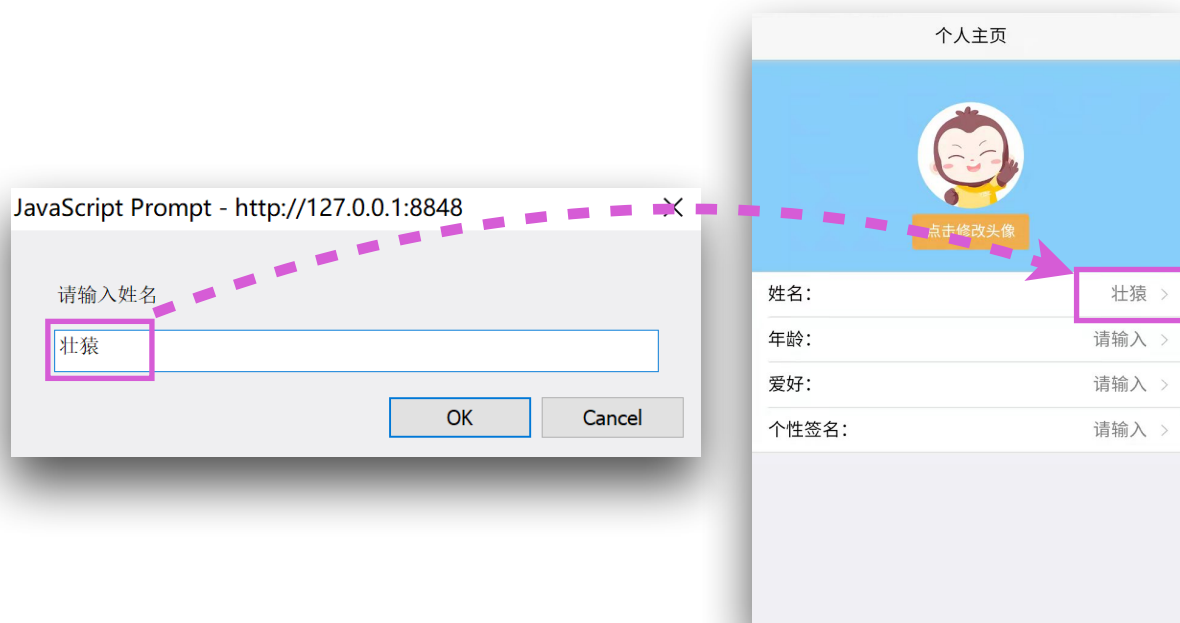 JavaScript Prompt - http://127.0.0.1:8848
请输入姓名
壮猿
OK
Cancel
个人主页
点击修改头像
姓名： 壮猿
年龄： 请输入
爱好： 请输入
个性签名： 请输入